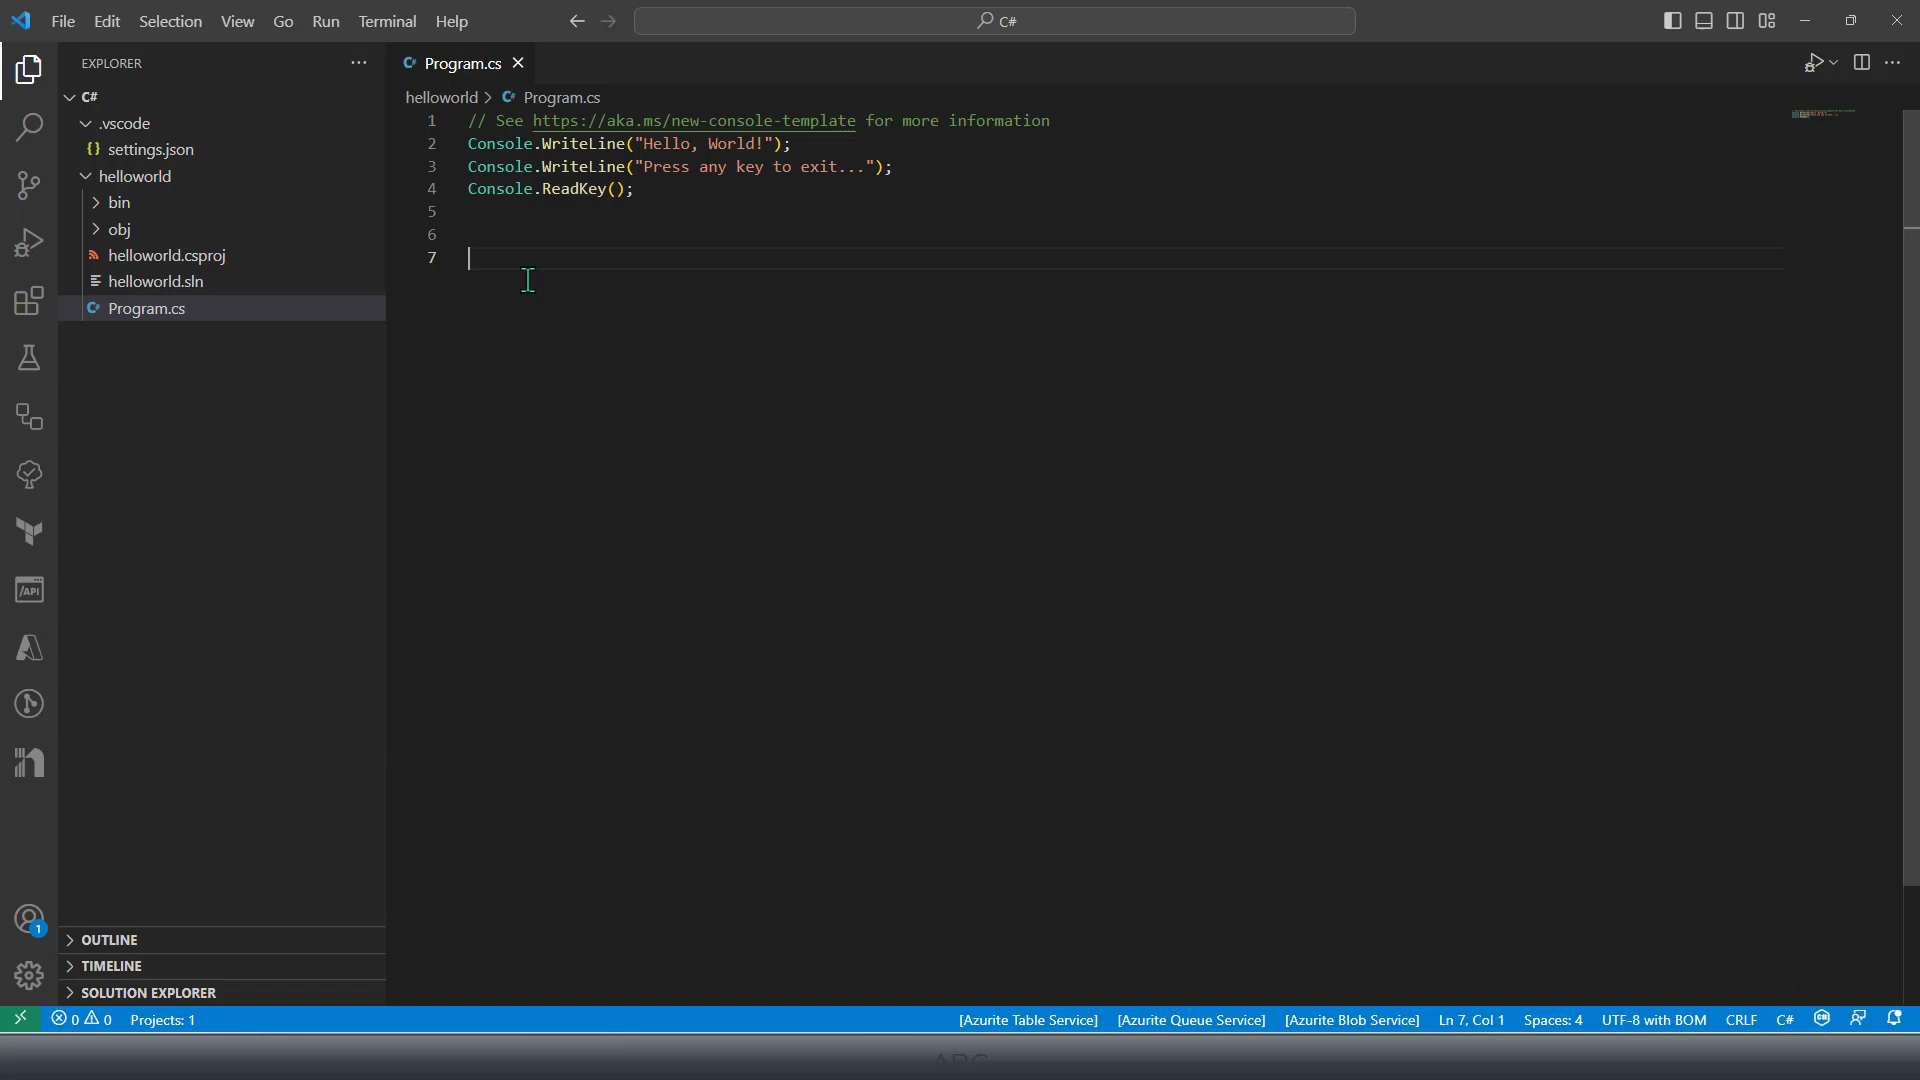 File Edit Selection View Go Run Terminal Help
C#
EXPLORER
Program.cs
C#
helloworld > Program.cs
.vscode
{} settings.json
helloworld
bin
obj
helloworld.csproj
helloworld.sln
Program.cs
1 // See https://aka.ms/new-console-template for more information
2 Console.WriteLine("Hello, World!");
3 Console.WriteLine("Press any key to exit...");
4 Console.ReadKey();
5
6
7
/API
1
OUTLINE
TIMELINE
SOLUTION EXPLORER
0 0 Projects: 1 [Azurite Table Service] [Azurite Queue Service] [Azurite Blob Service] Ln 7, Col 1 Spaces: 4 UTF-8 with BOM CRLF C#